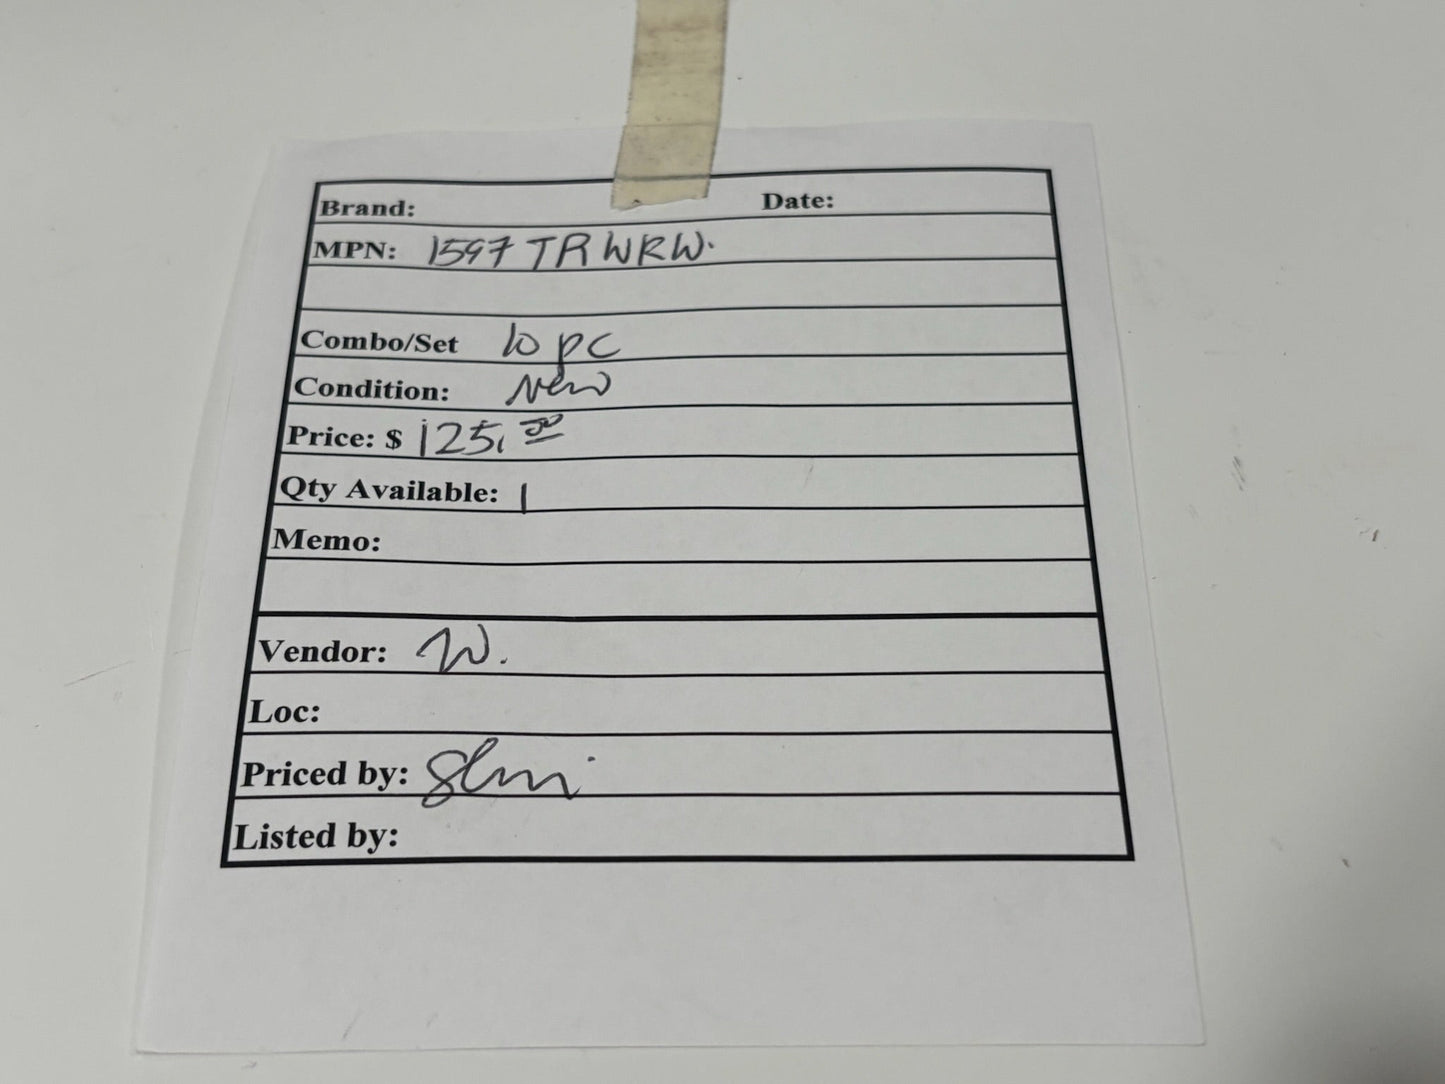 Brand: Date:
MPN: 1597 TRWRW.
Combo/Set 10 pc
Condition: New
Price: $ 125.00
Qty Available: 1
Memo:
Vendor: W.
Loc:
Priced by:
Listed by: